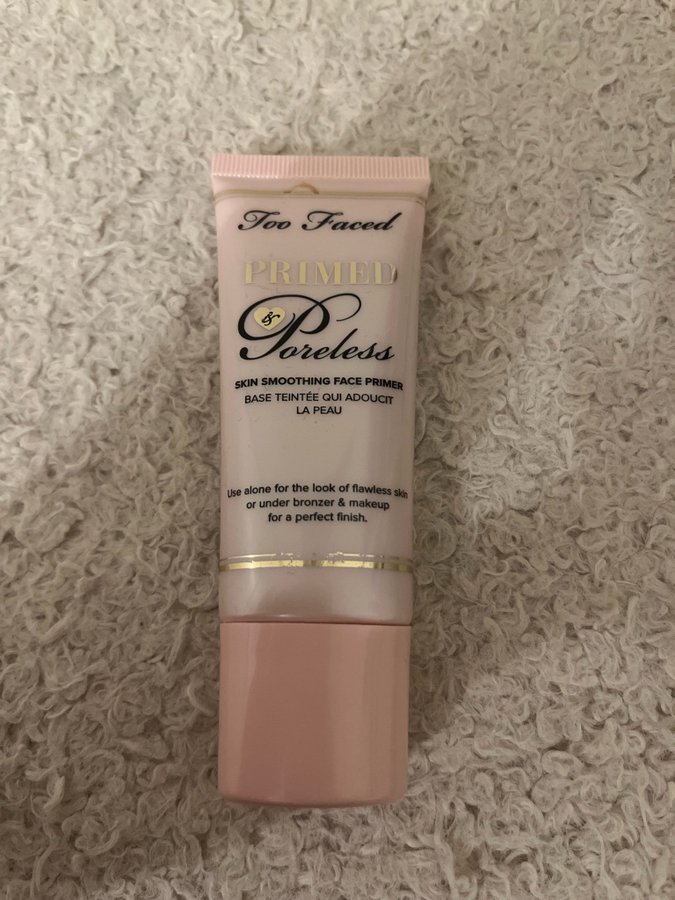 Too Faced
PRIMED
&
Poreless
SKIN SMOOTHING FACE PRIMER
BASE TEINTÉE QUI ADOUCIT
LA PEAU
Use alone for the look of flawless skin
or under bronzer & makeup
for a perfect finish.